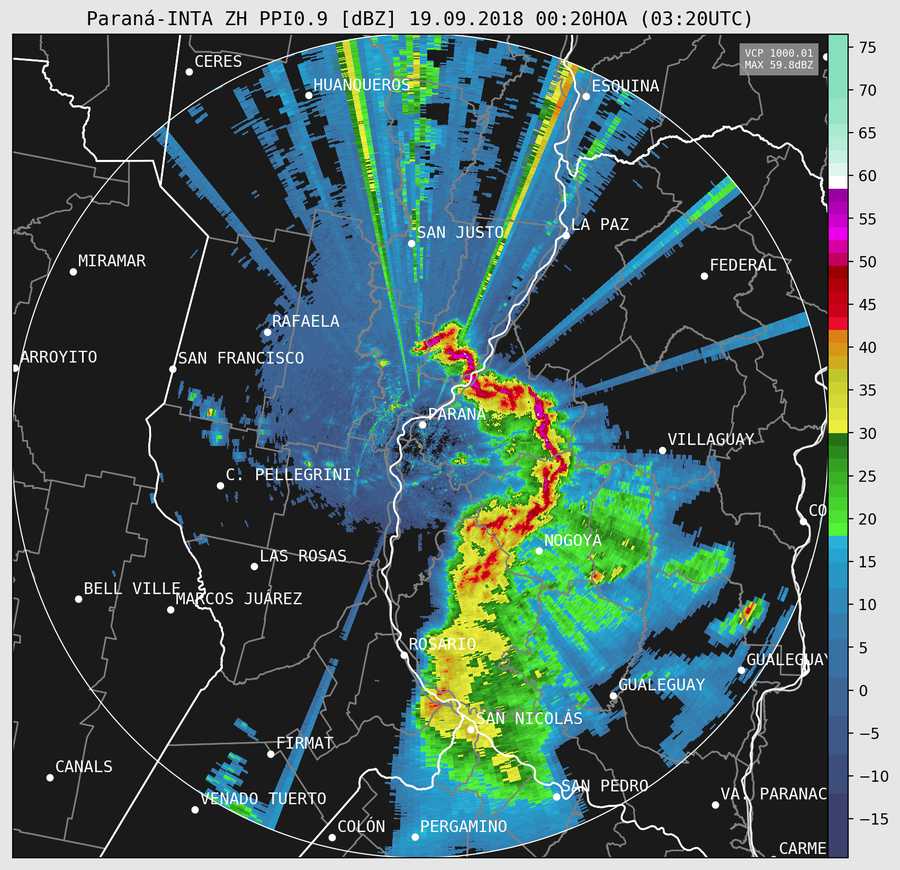 Paraná-INTA ZH PPI0.9 [dBZ] 19.09.2018 00:20HOA (03:20UTC)
VCP 1000.01
MAX 59.8dBZ
CERES
HUANQUEROS
ESQUINA
SAN JUSTO
LA PAZ
MIRAMAR
FEDERAL
RAFAELA
ARROYITO
SAN FRANCISCO
PARANÁ
VILLAGUAY
C. PELLEGRINI
CO
NOGOYA
LAS ROSAS
BELL VILLE
MARCOS JUÁREZ
ROSARIO
GUALEGUAY
GUALEGUAY
SAN NICOLÁS
FIRMAT
CANALS
SAN PEDRO
VENADO TUERTO
VA. PARANAC
COLÓN
PERGAMINO
CARME
75
70
65
60
55
50
45
40
35
30
25
20
15
10
5
0
−5
−10
−15